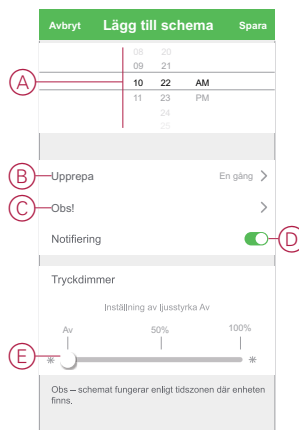 Avbryt Lägg till schema Spara
08 20
09 21
A 10 22 AM
11 23 PM
24
25
B Upprepa En gång >
C Obs! >
Notifiering D
Tryckdimmer
Inställning av ljusstyrka Av
Av 50% 100%
E
Obs – schemat fungerar enligt tidszonen där enheten
finns.